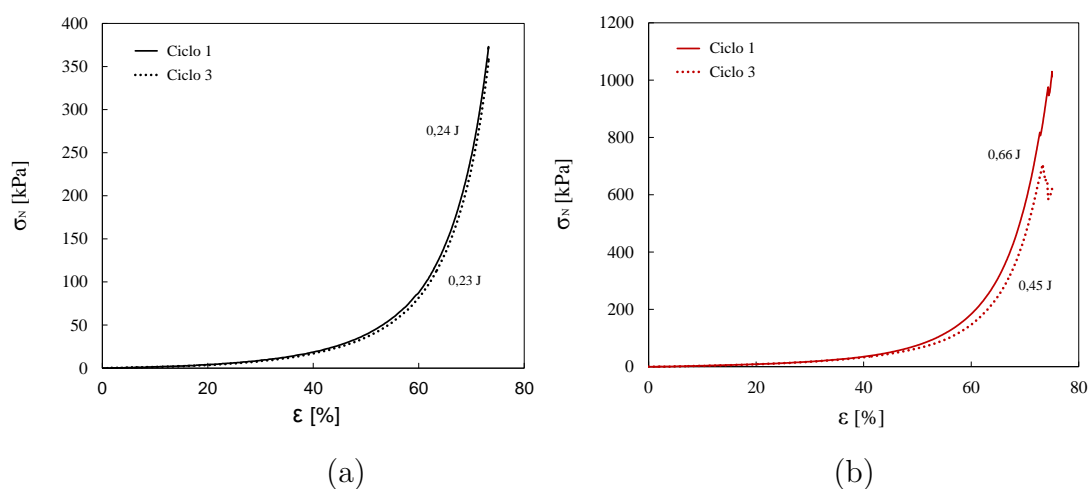 400
350
300
250
200
150
100
50
0
σN [kPa]
Ciclo 1
Ciclo 3
0,24 J
0,23 J
0 20 40 60 80
ε [%]
(a)
1200
1000
800
600
400
200
0
σN [kPa]
Ciclo 1
Ciclo 3
0,66 J
0,45 J
0 20 40 60 80
ε [%]
(b)